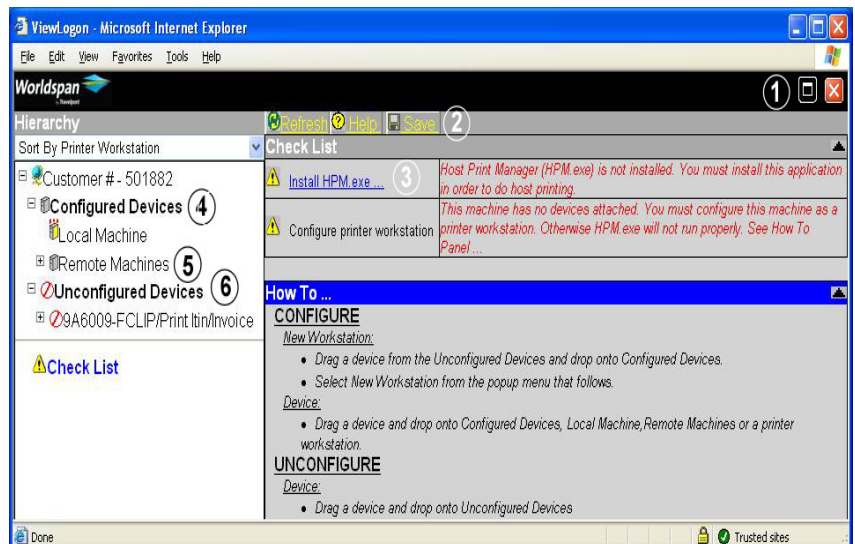 ViewLogon - Microsoft Internet Explorer
File Edit View Favorites Tools Help
Worldspan
by Travelport
1
Hierarchy
Refresh Help Save 2
Sort By Printer Workstation
Check List
Customer # - 501882
Install HPM.exe ... 3
Host Print Manager (HPM.exe) is not installed. You must install this application
in order to do host printing.
Configured Devices 4
Local Machine
Configure printer workstation
This machine has no devices attached. You must configure this machine as a
printer workstation. Otherwise HPM.exe will not run properly. See How To
Panel ...
Remote Machines 5
Unconfigured Devices 6
9A6009-FCLIP/Print Itin/Invoice
Check List
How To ...
CONFIGURE
New Workstation:
• Drag a device from the Unconfigured Devices and drop onto Configured Devices.
• Select New Workstation from the popup menu that follows.
Device:
• Drag a device and drop onto Configured Devices, Local Machine,Remote Machines or a printer
workstation.
UNCONFIGURE
Device:
• Drag a device and drop onto Unconfigured Devices
Done
Trusted sites